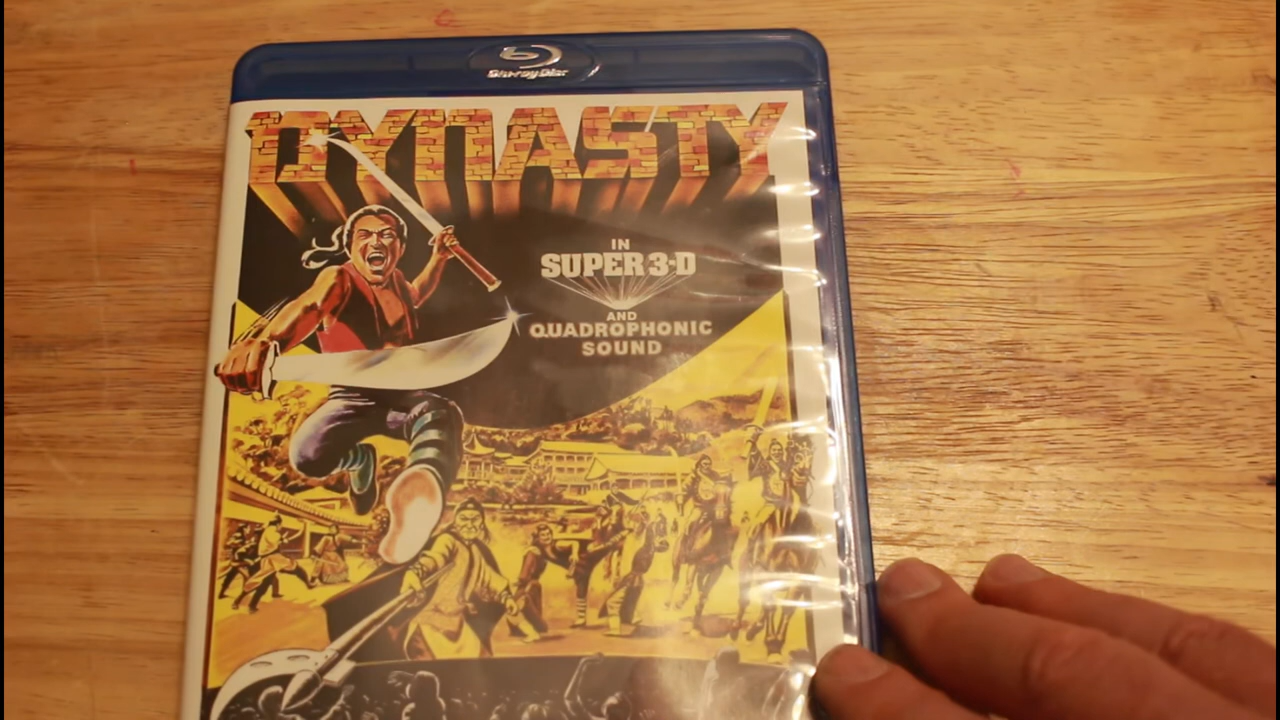 Blu-ray Disc
DYNASTY
IN
SUPER 3-D
AND
QUADROPHONIC
SOUND